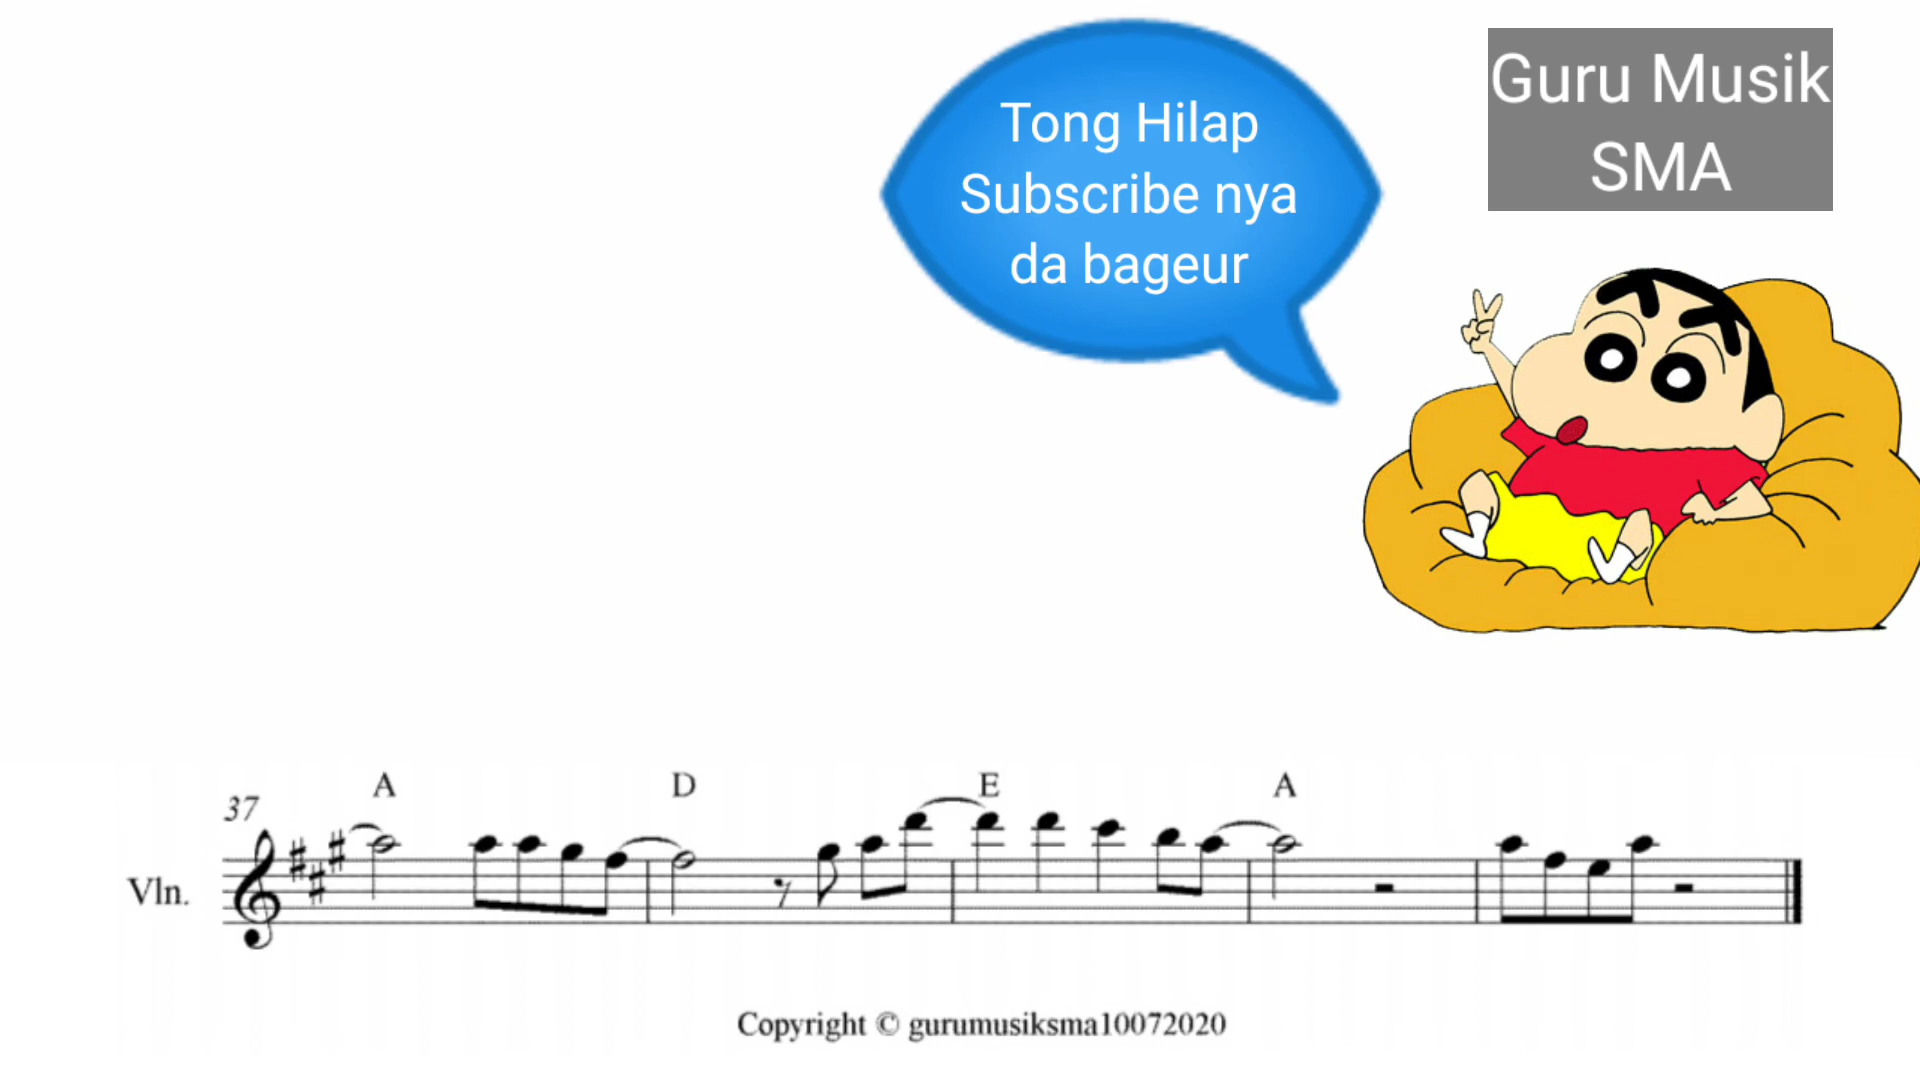 Tong Hilap
Subscribe nya
da bageur
Guru Musik
SMA
A D E A
37
Vln.
Copyright © gurumusiksma10072020